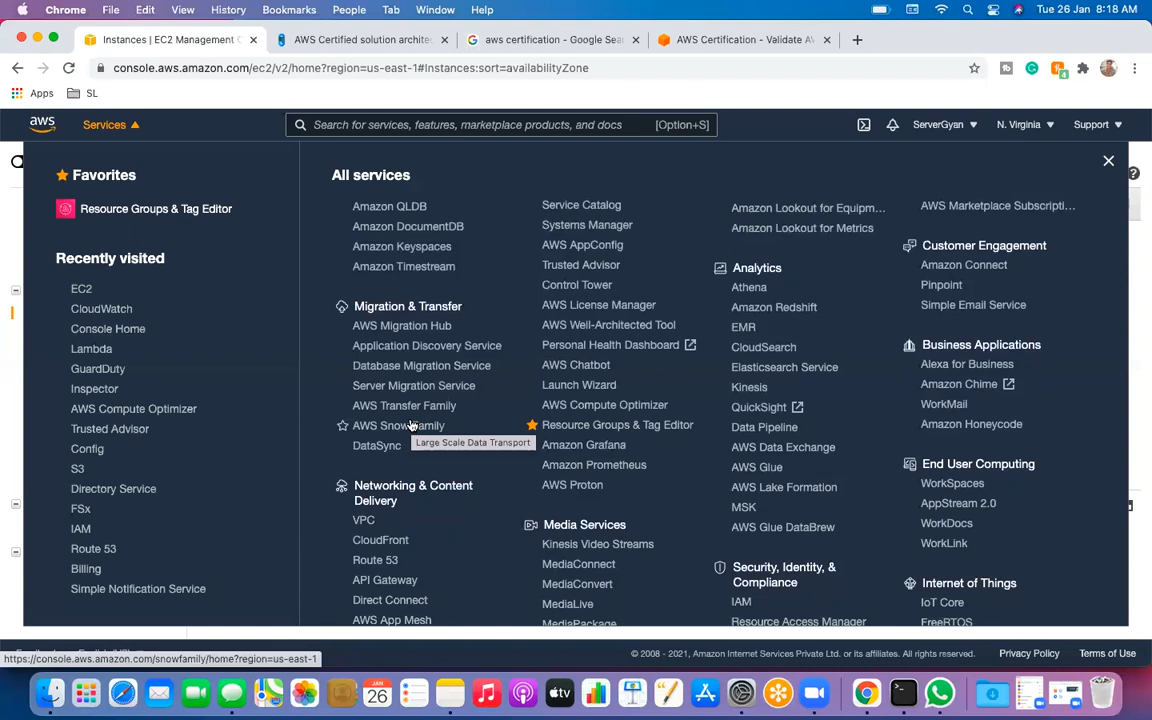 Chrome File Edit View History Bookmarks People Tab Window Help Tue 26 Jan 8:18 AM
Instances | EC2 Management C
AWS Certified solution archite
aws certification - Google Sea
AWS Certification - Validate A
console.aws.amazon.com/ec2/v2/home?region=us-east-1#Instances:sort=availabilityZone
Apps SL
aws Services Search for services, features, marketplace products, and docs [Option+S] ServerGyan N. Virginia Support
Favorites
Resource Groups & Tag Editor
Recently visited
EC2
CloudWatch
Console Home
Lambda
GuardDuty
Inspector
AWS Compute Optimizer
Trusted Advisor
Config
S3
Directory Service
FSx
IAM
Route 53
Billing
Simple Notification Service
All services
Amazon QLDB
Amazon DocumentDB
Amazon Keyspaces
Amazon Timestream
Migration & Transfer
AWS Migration Hub
Application Discovery Service
Database Migration Service
Server Migration Service
AWS Transfer Family
AWS Snow Family
Large Scale Data Transport
DataSync
Networking & Content
Delivery
VPC
CloudFront
Route 53
API Gateway
Direct Connect
AWS App Mesh
Service Catalog
Systems Manager
AWS AppConfig
Trusted Advisor
Control Tower
AWS License Manager
AWS Well-Architected Tool
Personal Health Dashboard
AWS Chatbot
Launch Wizard
AWS Compute Optimizer
Resource Groups & Tag Editor
Amazon Grafana
Amazon Prometheus
AWS Proton
Media Services
Kinesis Video Streams
MediaConnect
MediaConvert
MediaLive
MediaPackage
Amazon Lookout for Equipm...
Amazon Lookout for Metrics
Analytics
Athena
Amazon Redshift
EMR
CloudSearch
Elasticsearch Service
Kinesis
QuickSight
Data Pipeline
AWS Data Exchange
AWS Glue
AWS Lake Formation
MSK
AWS Glue DataBrew
Security, Identity, &
Compliance
IAM
Resource Access Manager
AWS Marketplace Subscripti...
Customer Engagement
Amazon Connect
Pinpoint
Simple Email Service
Business Applications
Alexa for Business
Amazon Chime
WorkMail
Amazon Honeycode
End User Computing
WorkSpaces
AppStream 2.0
WorkDocs
WorkLink
Internet of Things
IoT Core
FreeRTOS
© 2008 - 2021, Amazon Internet Services Private Ltd. or its affiliates. All rights reserved. Privacy Policy Terms of Use
https://console.aws.amazon.com/snowfamily/home?region=us-east-1
JAN
26
tv